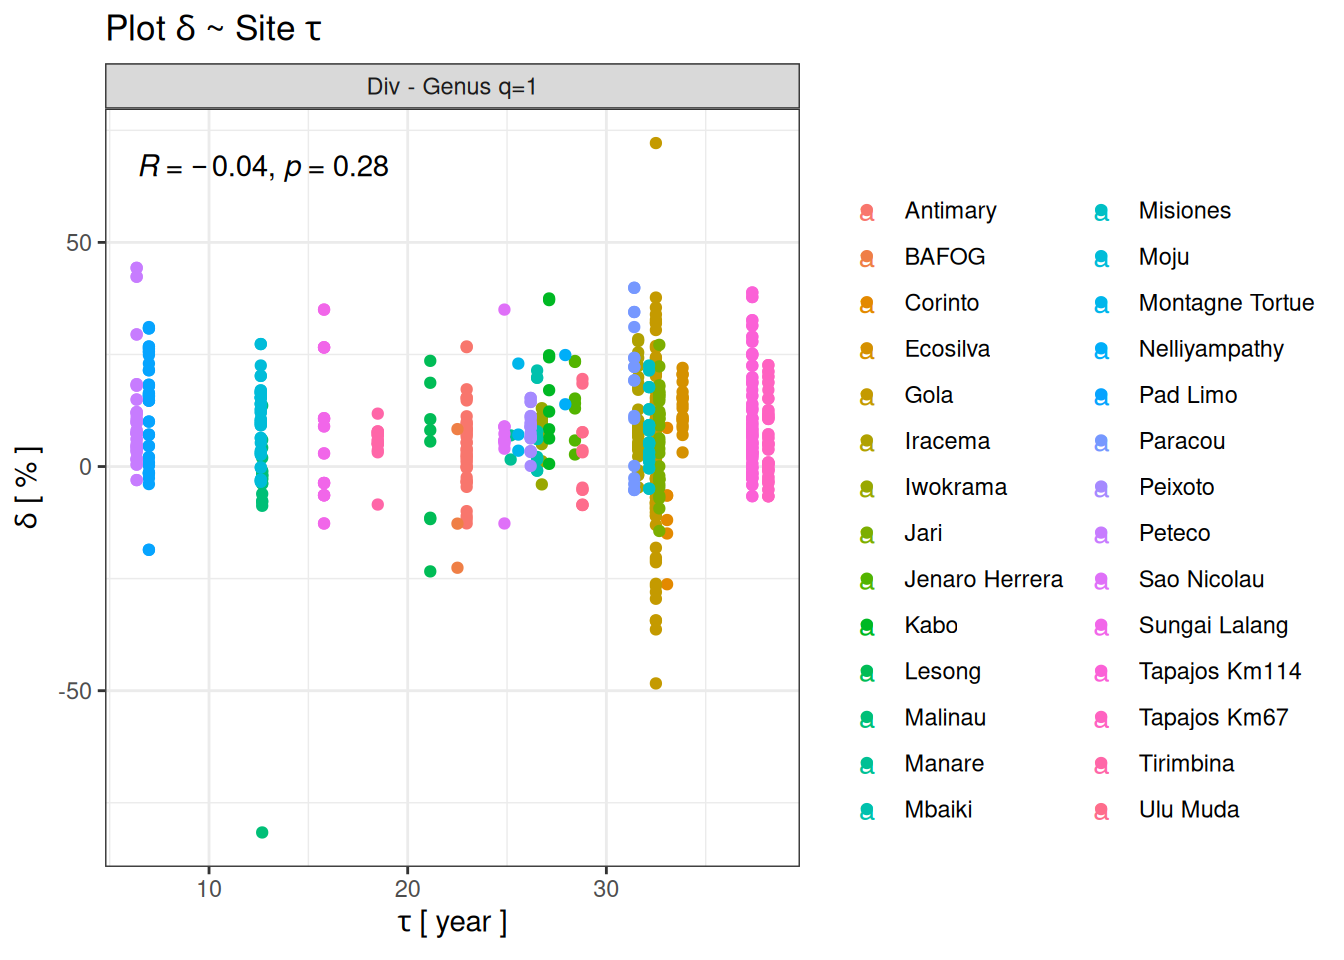 Plot δ ~ Site τ
Div - Genus q=1
R = −0.04, p = 0.28
50
0
-50
δ [ % ]
10 20 30
τ [ year ]
a Antimary
a BAFOG
a Corinto
a Ecosilva
a Gola
a Iracema
a Iwokrama
a Jari
a Jenaro Herrera
a Kabo
a Lesong
a Malinau
a Manare
a Mbaiki
a Misiones
a Moju
a Montagne Tortue
a Nelliyampathy
a Pad Limo
a Paracou
a Peixoto
a Peteco
a Sao Nicolau
a Sungai Lalang
a Tapajos Km114
a Tapajos Km67
a Tirimbina
a Ulu Muda